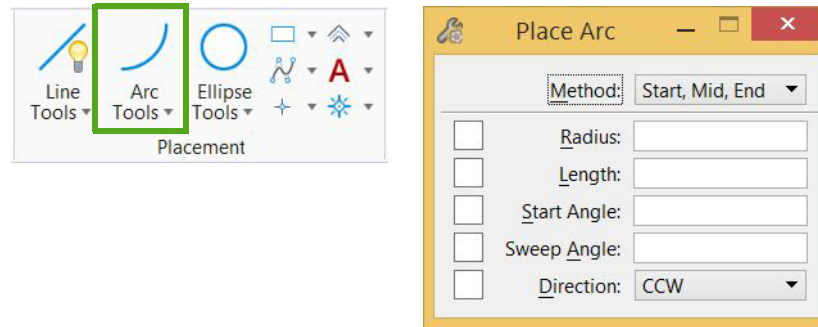 Line Tools
Arc Tools
Ellipse Tools
A
Placement
Place Arc
Method: Start, Mid, End
Radius:
Length:
Start Angle:
Sweep Angle:
Direction: CCW